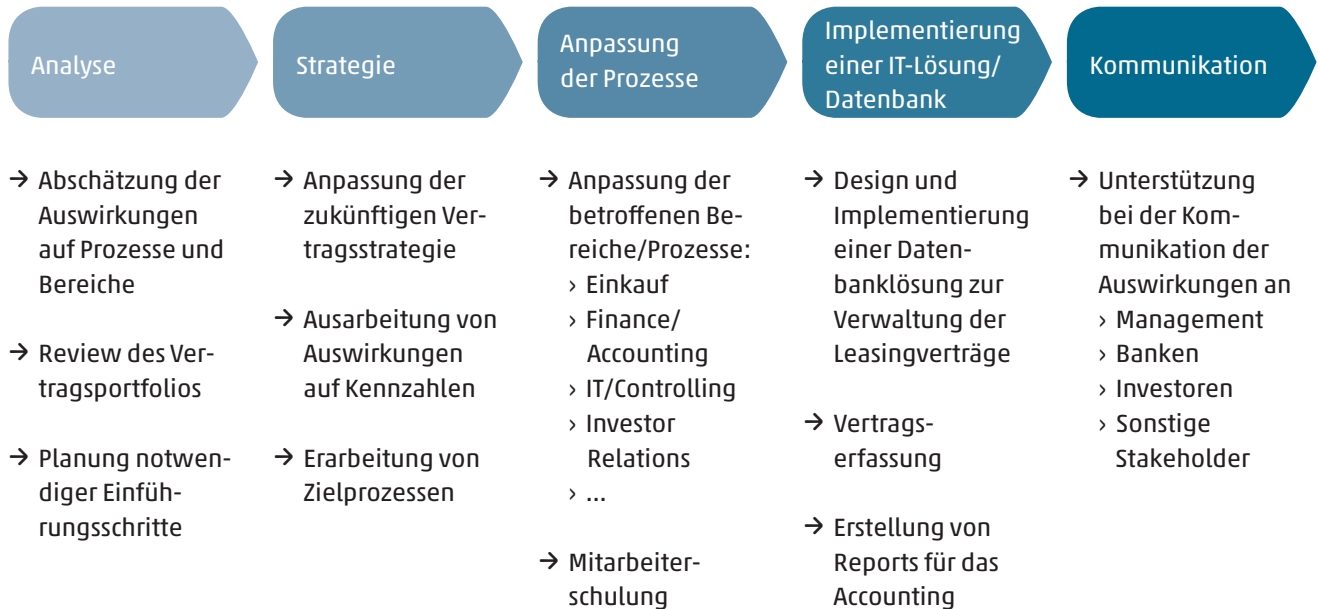 Analyse
Strategie
Anpassung
der Prozesse
Implementierung
einer IT-Lösung/
Datenbank
Kommunikation
→ Abschätzung der
Auswirkungen
auf Prozesse und
Bereiche
→ Review des Ver-
tragsportfolios
→ Planung notwen-
diger Einfüh-
rungsschritte
→ Anpassung der
zukünftigen Ver-
tragsstrategie
→ Ausarbeitung von
Auswirkungen
auf Kennzahlen
→ Erarbeitung von
Zielprozessen
→ Anpassung der
betroffenen Be-
reiche/Prozesse:
› Einkauf
› Finance/
Accounting
› IT/Controlling
› Investor
Relations
› ...
→ Mitarbeiter-
schulung
→ Design und
Implementierung
einer Daten-
banklösung zur
Verwaltung der
Leasingverträge
→ Vertrags-
erfassung
→ Erstellung von
Reports für das
Accounting
→ Unterstützung
bei der Kom-
munikation der
Auswirkungen an
› Management
› Banken
› Investoren
› Sonstige
Stakeholder